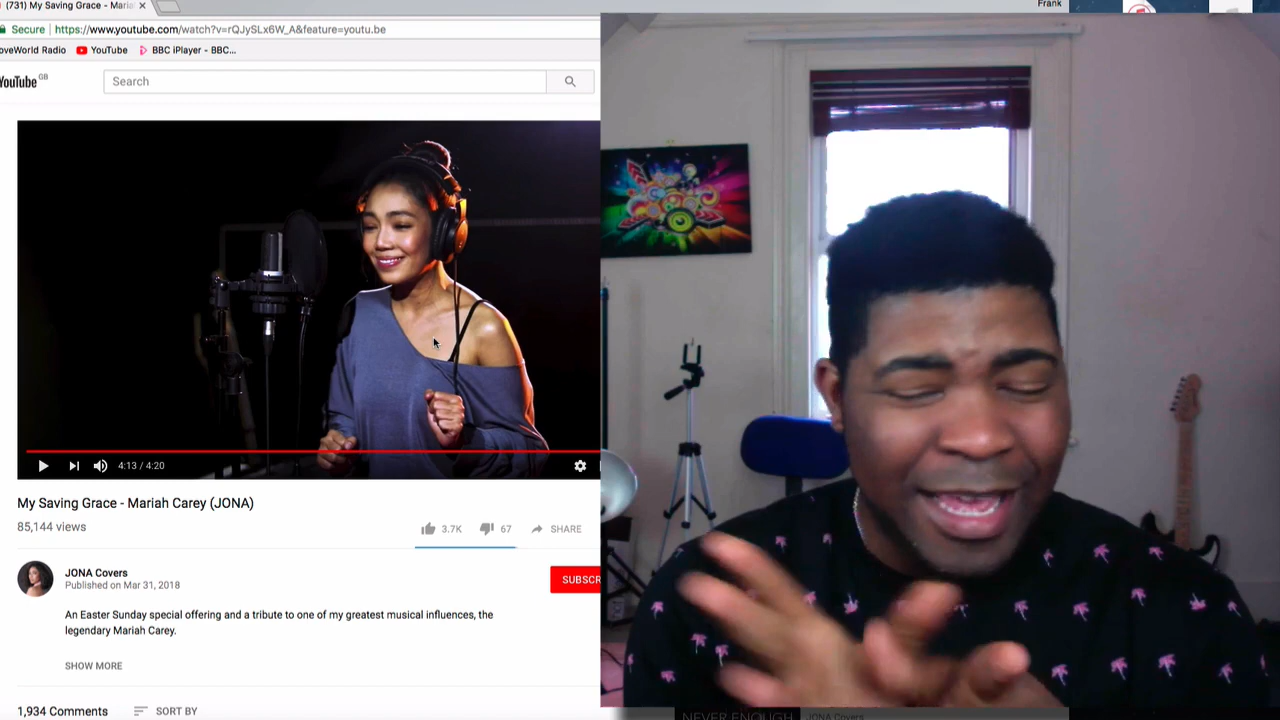 (731) My Saving Grace - Maria
Frank
Secure | https://www.youtube.com/watch?v=rQJySLx6W_A&feature=youtu.be
oveWorld Radio YouTube BBC iPlayer - BBC...
YouTube GB
Search
4:13 / 4:20
My Saving Grace - Mariah Carey (JONA)
85,144 views
3.7K 67 SHARE
JONA Covers
Published on Mar 31, 2018
SUBSCR
An Easter Sunday special offering and a tribute to one of my greatest musical influences, the
legendary Mariah Carey.
SHOW MORE
1,934 Comments SORT BY
NEVER ENOUGH JONA Covers